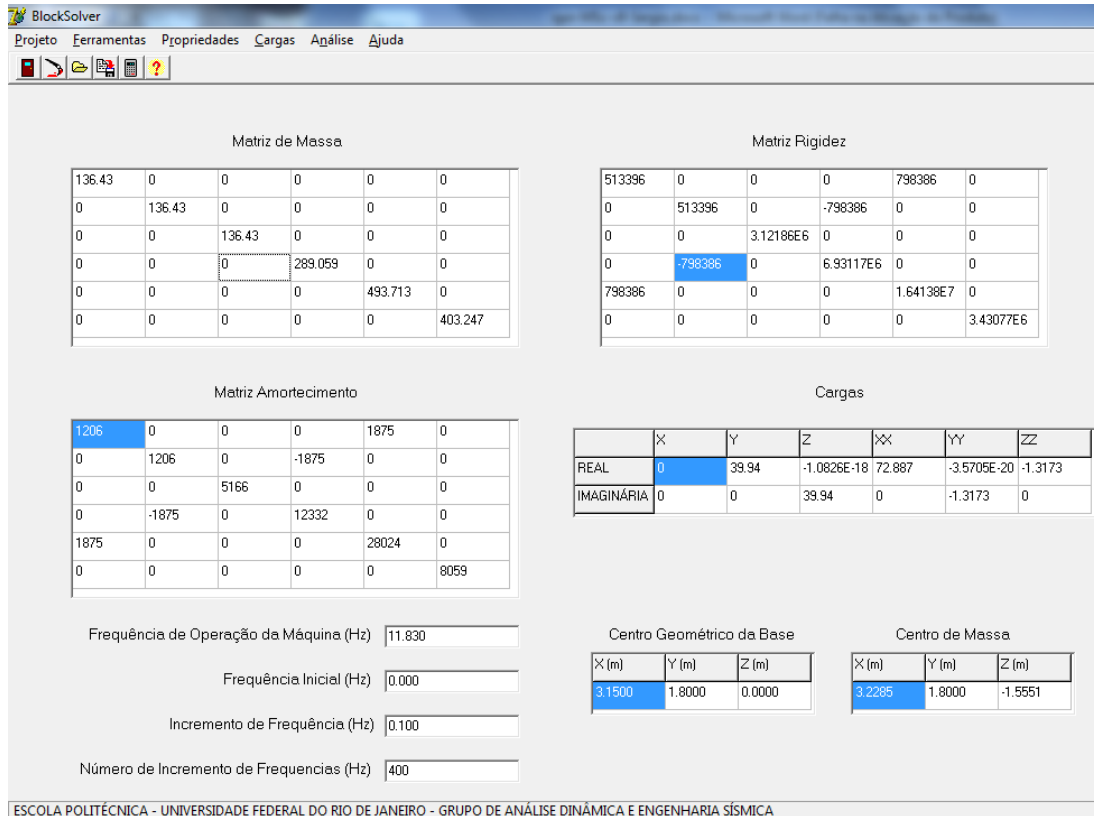 BlockSolver
Projeto Ferramentas Propriedades Cargas Análise Ajuda
?
Matriz de Massa
136.43 0 0 0 0 0
0 136.43 0 0 0 0
0 0 136.43 0 0 0
0 0 0 289.059 0 0
0 0 0 0 493.713 0
0 0 0 0 0 403.247
Matriz Rigidez
513396 0 0 0 798386 0
0 513396 0 -798386 0 0
0 0 3.12186E6 0 0 0
0 -798386 0 6.93117E6 0 0
798386 0 0 0 1.64138E7 0
0 0 0 0 0 3.43077E6
Matriz Amortecimento
1206 0 0 0 1875 0
0 1206 0 -1875 0 0
0 0 5166 0 0 0
0 -1875 0 12332 0 0
1875 0 0 0 28024 0
0 0 0 0 0 8059
Cargas
X Y Z XX YY ZZ
REAL 0 39.94 -1.0826E-18 72.887 -3.5705E-20 -1.3173
IMAGINÁRIA 0 0 39.94 0 -1.3173 0
Frequência de Operação da Máquina (Hz) 11.830
Frequência Inicial (Hz) 0.000
Incremento de Frequência (Hz) 0.100
Número de Incremento de Frequencias (Hz) 400
Centro Geométrico da Base
X (m) Y (m) Z (m)
3.1500 1.8000 0.0000
Centro de Massa
X (m) Y (m) Z (m)
3.2285 1.8000 -1.5551
ESCOLA POLITÉCNICA - UNIVERSIDADE FEDERAL DO RIO DE JANEIRO - GRUPO DE ANÁLISE DINÂMICA E ENGENHARIA SÍSMICA